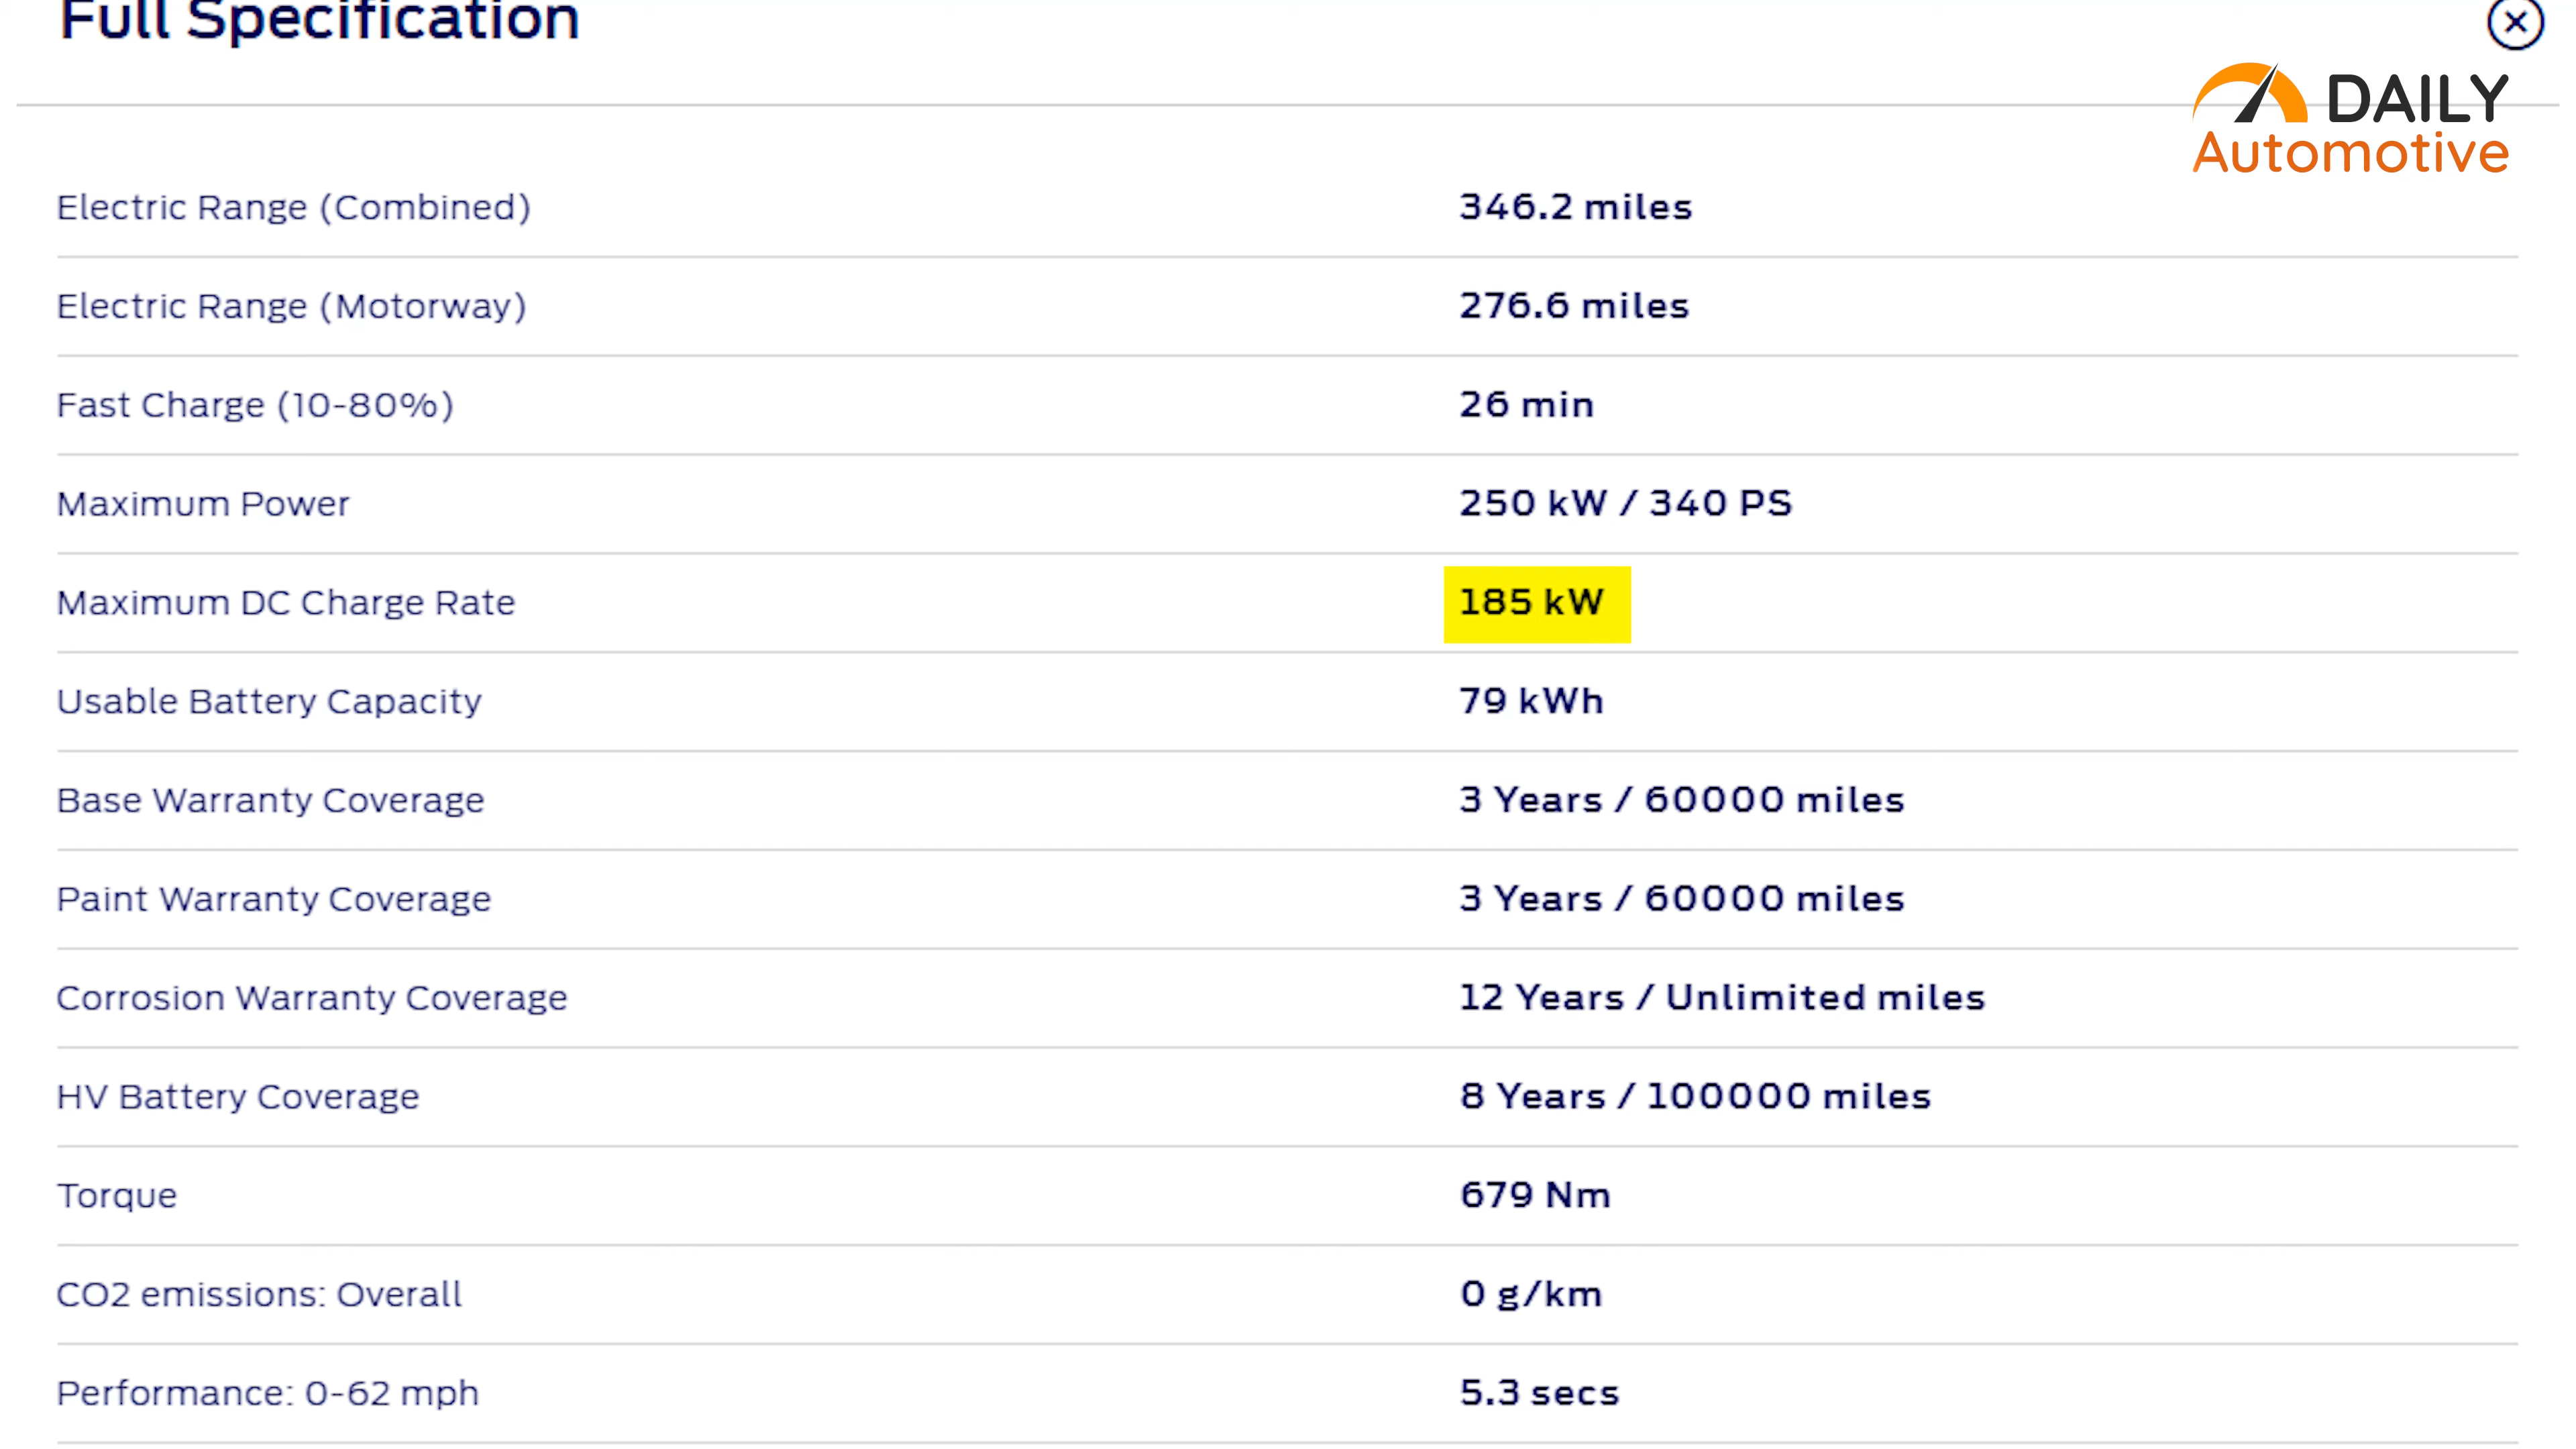 Full Specification
DAILY
Automotive
Electric Range (Combined) 346.2 miles
Electric Range (Motorway) 276.6 miles
Fast Charge (10-80%) 26 min
Maximum Power 250 kW / 340 PS
Maximum DC Charge Rate 185 kW
Usable Battery Capacity 79 kWh
Base Warranty Coverage 3 Years / 60000 miles
Paint Warranty Coverage 3 Years / 60000 miles
Corrosion Warranty Coverage 12 Years / Unlimited miles
HV Battery Coverage 8 Years / 100000 miles
Torque 679 Nm
CO2 emissions: Overall 0 g/km
Performance: 0-62 mph 5.3 secs